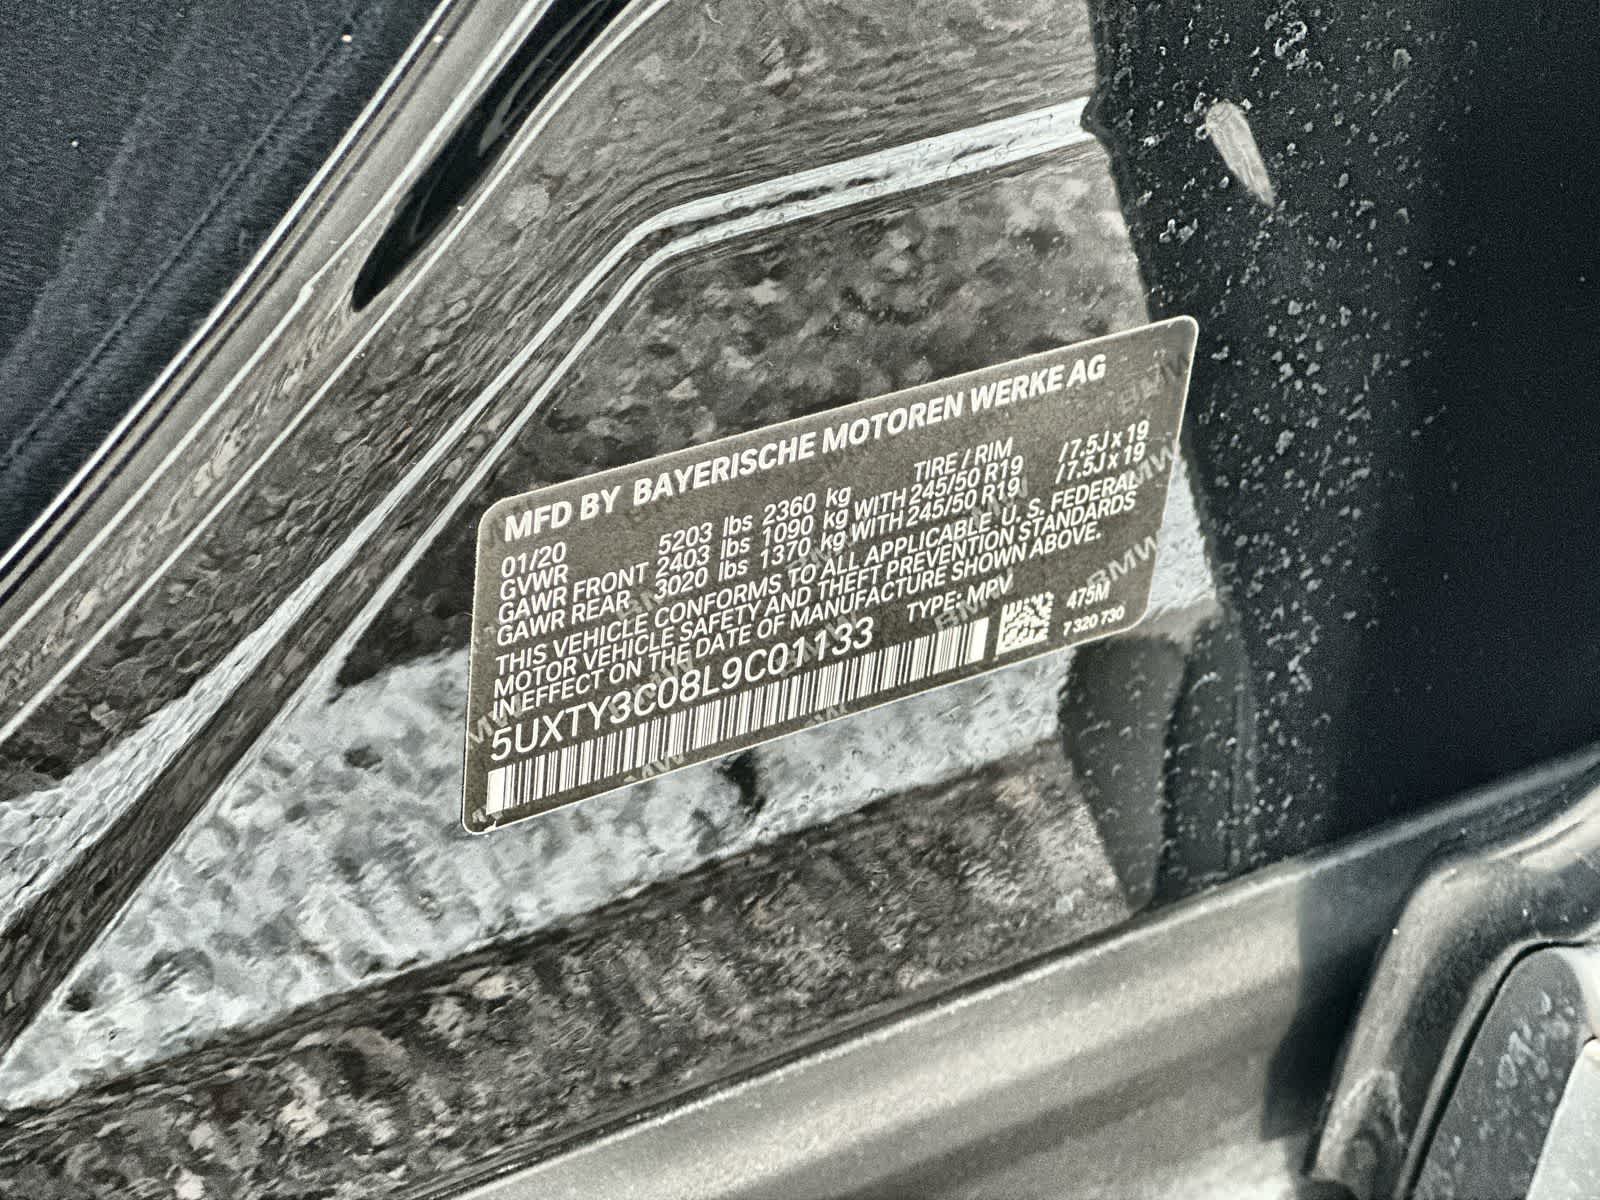 MFD BY BAYERISCHE MOTOREN WERKE AG
01/20 TIRE / RIM
GVWR 5203 lbs 2360 kg
GAWR FRONT 2403 lbs 1090 kg WITH 245/50 R19 /7.5J x 19
GAWR REAR 3020 lbs 1370 kg WITH 245/50 R19 /7.5J x 19
THIS VEHICLE CONFORMS TO ALL APPLICABLE U. S. FEDERAL
MOTOR VEHICLE SAFETY AND THEFT PREVENTION STANDARDS
IN EFFECT ON THE DATE OF MANUFACTURE SHOWN ABOVE.
5UXTY3C08L9C01133 TYPE: MPV
475M
7 320 730